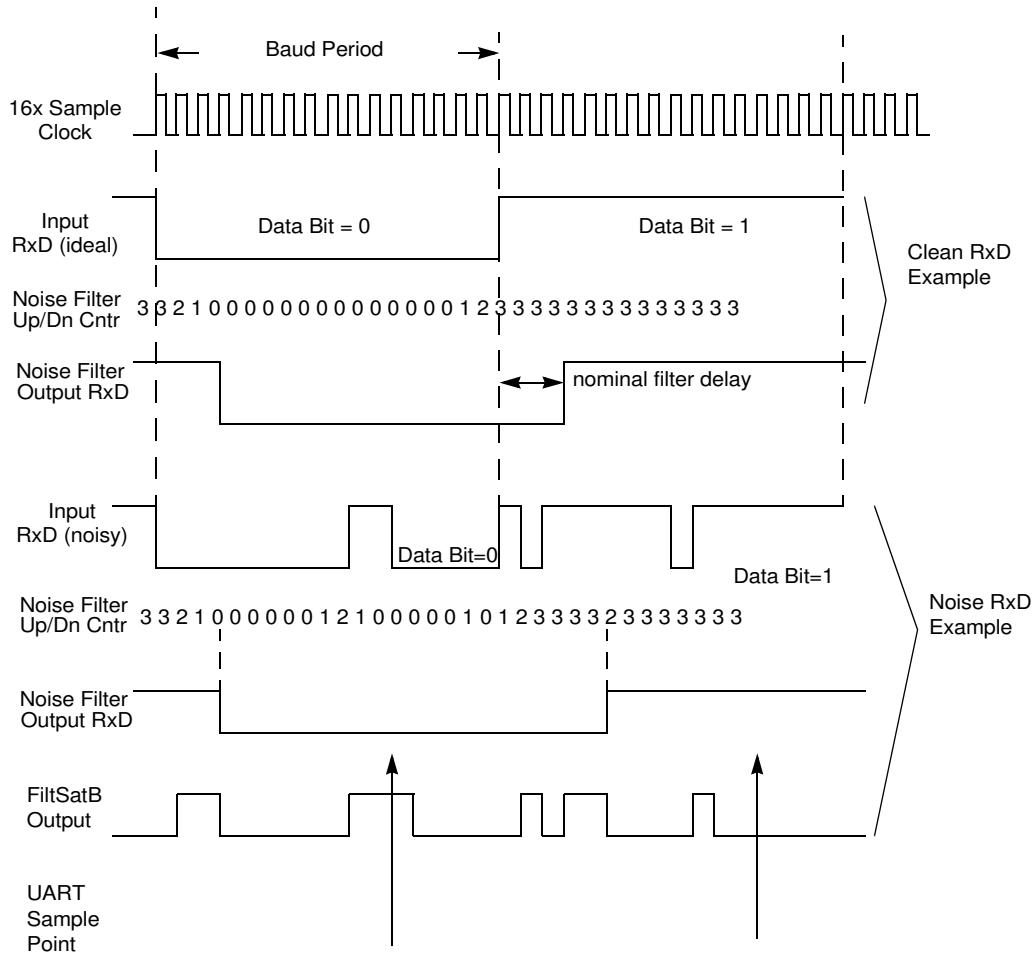 Baud Period
16x Sample
Clock
Input
RxD (ideal)
Data Bit = 0
Data Bit = 1
Clean RxD
Example
Noise Filter
Up/Dn Cntr
3 3 2 1 0 0 0 0 0 0 0 0 0 0 0 0 0 0 1 2 3 3 3 3 3 3 3 3 3 3 3 3 3 3
Noise Filter
Output RxD
nominal filter delay
Input
RxD (noisy)
Data Bit=0
Data Bit=1
Noise RxD
Example
Noise Filter
Up/Dn Cntr
3 3 2 1 0 0 0 0 0 0 1 2 1 0 0 0 0 0 1 0 1 2 3 3 3 3 2 3 3 3 3 3 3 3
Noise Filter
Output RxD
FiltSatB
Output
UART
Sample
Point